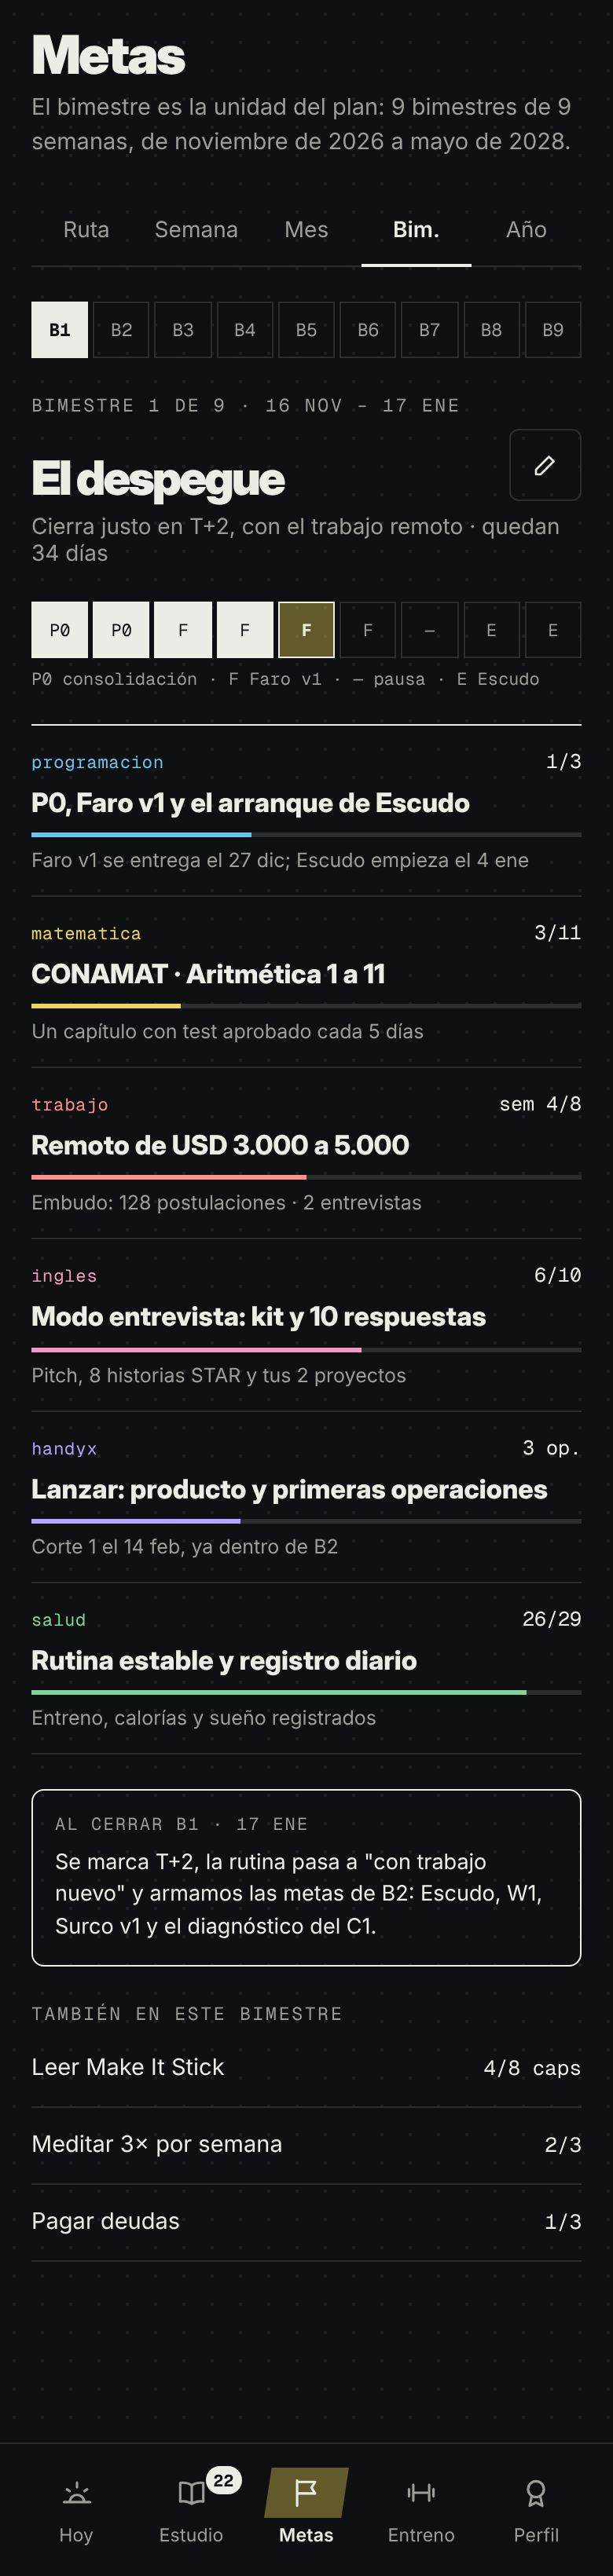 Metas
El bimestre es la unidad del plan: 9 bimestres de 9
semanas, de noviembre de 2026 a mayo de 2028.
Ruta Semana Mes Bim. Año
B1 B2 B3 B4 B5 B6 B7 B8 B9
BIMESTRE 1 DE 9 · 16 NOV – 17 ENE
El despegue
Cierra justo en T+2, con el trabajo remoto · quedan
34 días
P0 P0 F F F F — E E
P0 consolidación · F Faro v1 · — pausa · E Escudo
programacion 1/3
P0, Faro v1 y el arranque de Escudo
Faro v1 se entrega el 27 dic; Escudo empieza el 4 ene
matematica 3/11
CONAMAT · Aritmética 1 a 11
Un capítulo con test aprobado cada 5 días
trabajo sem 4/8
Remoto de USD 3.000 a 5.000
Embudo: 128 postulaciones · 2 entrevistas
ingles 6/10
Modo entrevista: kit y 10 respuestas
Pitch, 8 historias STAR y tus 2 proyectos
handyx 3 op.
Lanzar: producto y primeras operaciones
Corte 1 el 14 feb, ya dentro de B2
salud 26/29
Rutina estable y registro diario
Entreno, calorías y sueño registrados
AL CERRAR B1 · 17 ENE
Se marca T+2, la rutina pasa a "con trabajo
nuevo" y armamos las metas de B2: Escudo, W1,
Surco v1 y el diagnóstico del C1.
TAMBIÉN EN ESTE BIMESTRE
Leer Make It Stick 4/8 caps
Meditar 3× por semana 2/3
Pagar deudas 1/3
22
Hoy Estudio Metas Entreno Perfil